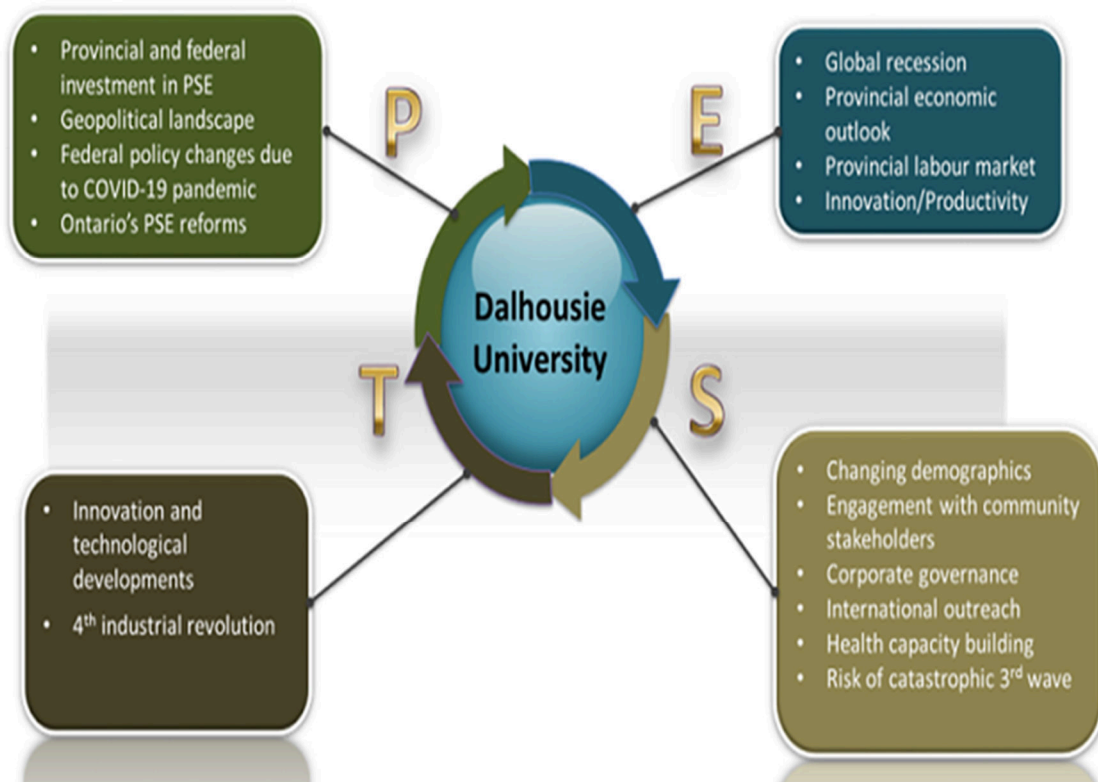 • Provincial and federal
investment in PSE
• Geopolitical landscape
• Federal policy changes due
to COVID-19 pandemic
• Ontario's PSE reforms
P
E
• Global recession
• Provincial economic
outlook
• Provincial labour market
• Innovation/Productivity
Dalhousie
University
T
S
• Innovation and
technological
developments
• 4th industrial revolution
• Changing demographics
• Engagement with community
stakeholders
• Corporate governance
• International outreach
• Health capacity building
• Risk of catastrophic 3rd wave